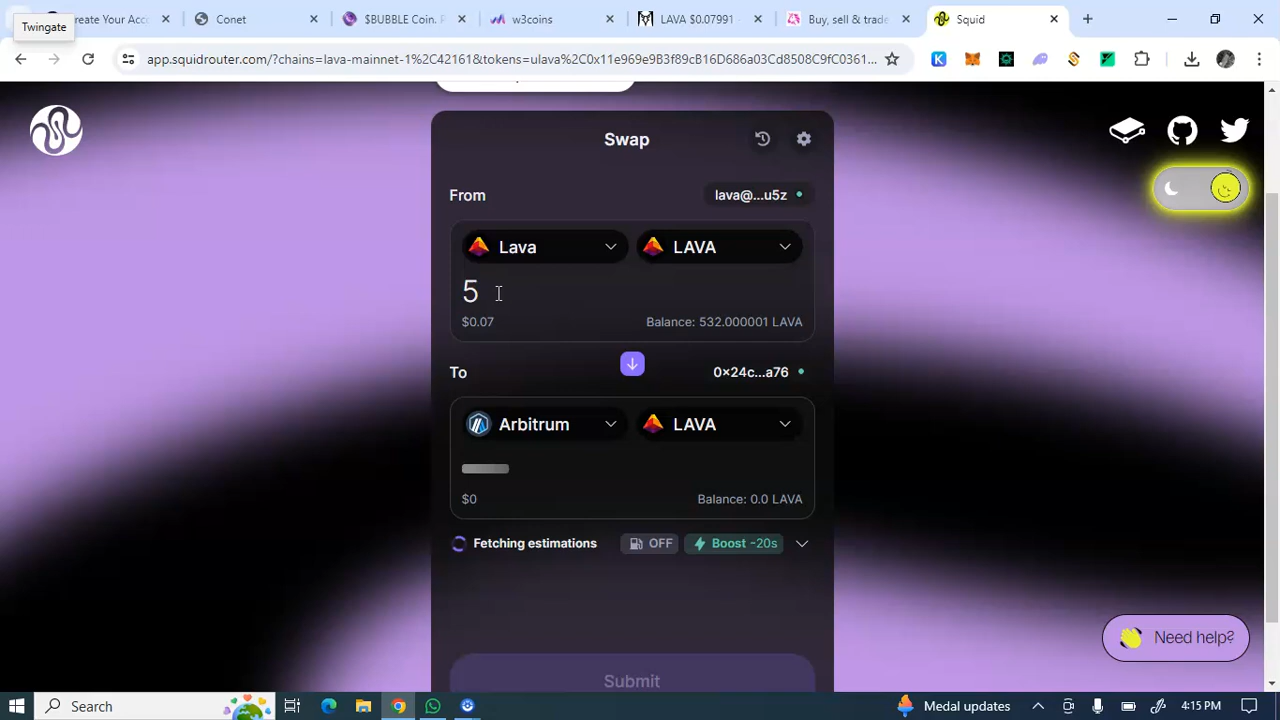 Twingate
reate Your Acc
Conet
$BUBBLE Coin. P
w3coins
LAVA $0.0799
Buy, sell & trade
Squid
app.squidrouter.com/?chains=lava-mainnet-1%2C42161&tokens=ulava%2C0x11e969e9B3f89cB16D686a03Cd8508C9fC0361...
Swap
From
lava@...u5z
Lava
LAVA
5
$0.07
Balance: 532.000001 LAVA
To
0x24c...a76
Arbitrum
LAVA
$0
Balance: 0.0 LAVA
Fetching estimations
OFF
Boost -20s
Submit
Need help?
Search
Medal updates
4:15 PM